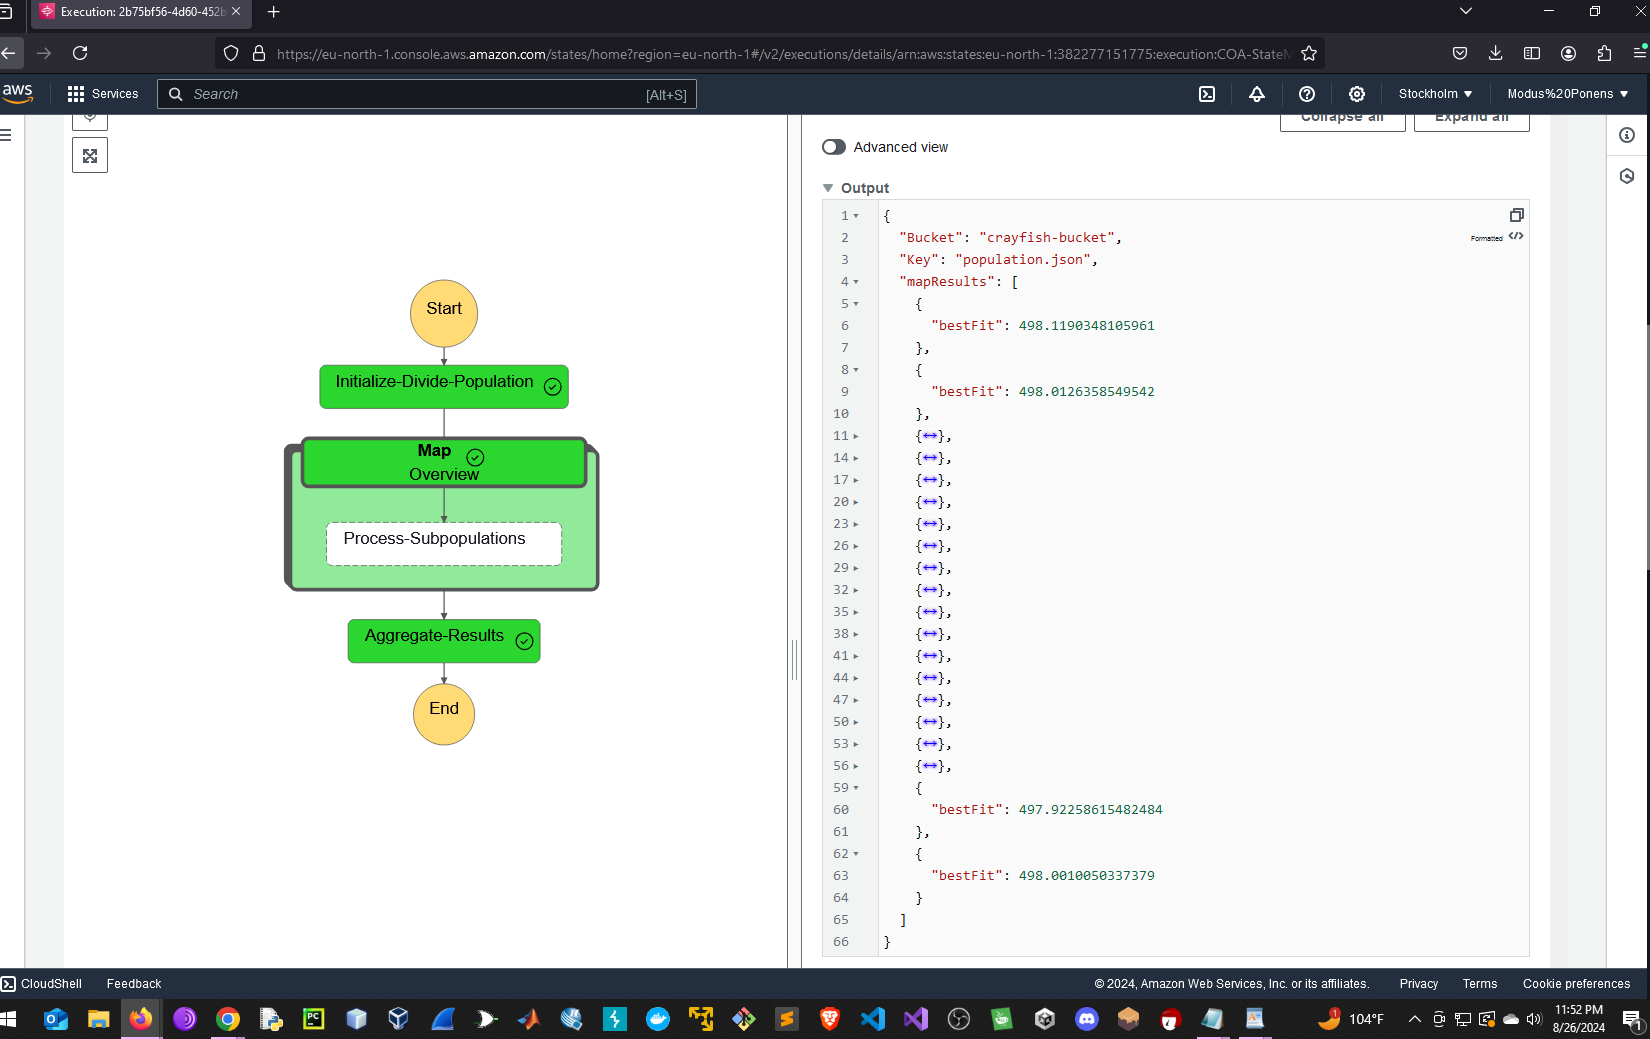 Execution: 2b75bf56-4d60-452b
https://eu-north-1.console.aws.amazon.com/states/home?region=eu-north-1#/v2/executions/details/arn:aws:states:eu-north-1:382277151775:execution:COA-StateM
aws
Services
Search
[Alt+S]
Stockholm
Modus%20Ponens
Collapse all
Expand all
Advanced view
Output
Formatted
Start
Initialize-Divide-Population
Map
Overview
Process-Subpopulations
Aggregate-Results
End
1 {
2 "Bucket": "crayfish-bucket",
3 "Key": "population.json",
4 "mapResults": [
5 {
6 "bestFit": 498.1190348105961
7 },
8 {
9 "bestFit": 498.0126358549542
10 },
11 {↔},
14 {↔},
17 {↔},
20 {↔},
23 {↔},
26 {↔},
29 {↔},
32 {↔},
35 {↔},
38 {↔},
41 {↔},
44 {↔},
47 {↔},
50 {↔},
53 {↔},
56 {↔},
59 {
60 "bestFit": 497.92258615482484
61 },
62 {
63 "bestFit": 498.0010050337379
64 }
65 ]
66 }
CloudShell
Feedback
© 2024, Amazon Web Services, Inc. or its affiliates.
Privacy
Terms
Cookie preferences
PC
1
104°F
11:52 PM
8/26/2024
1